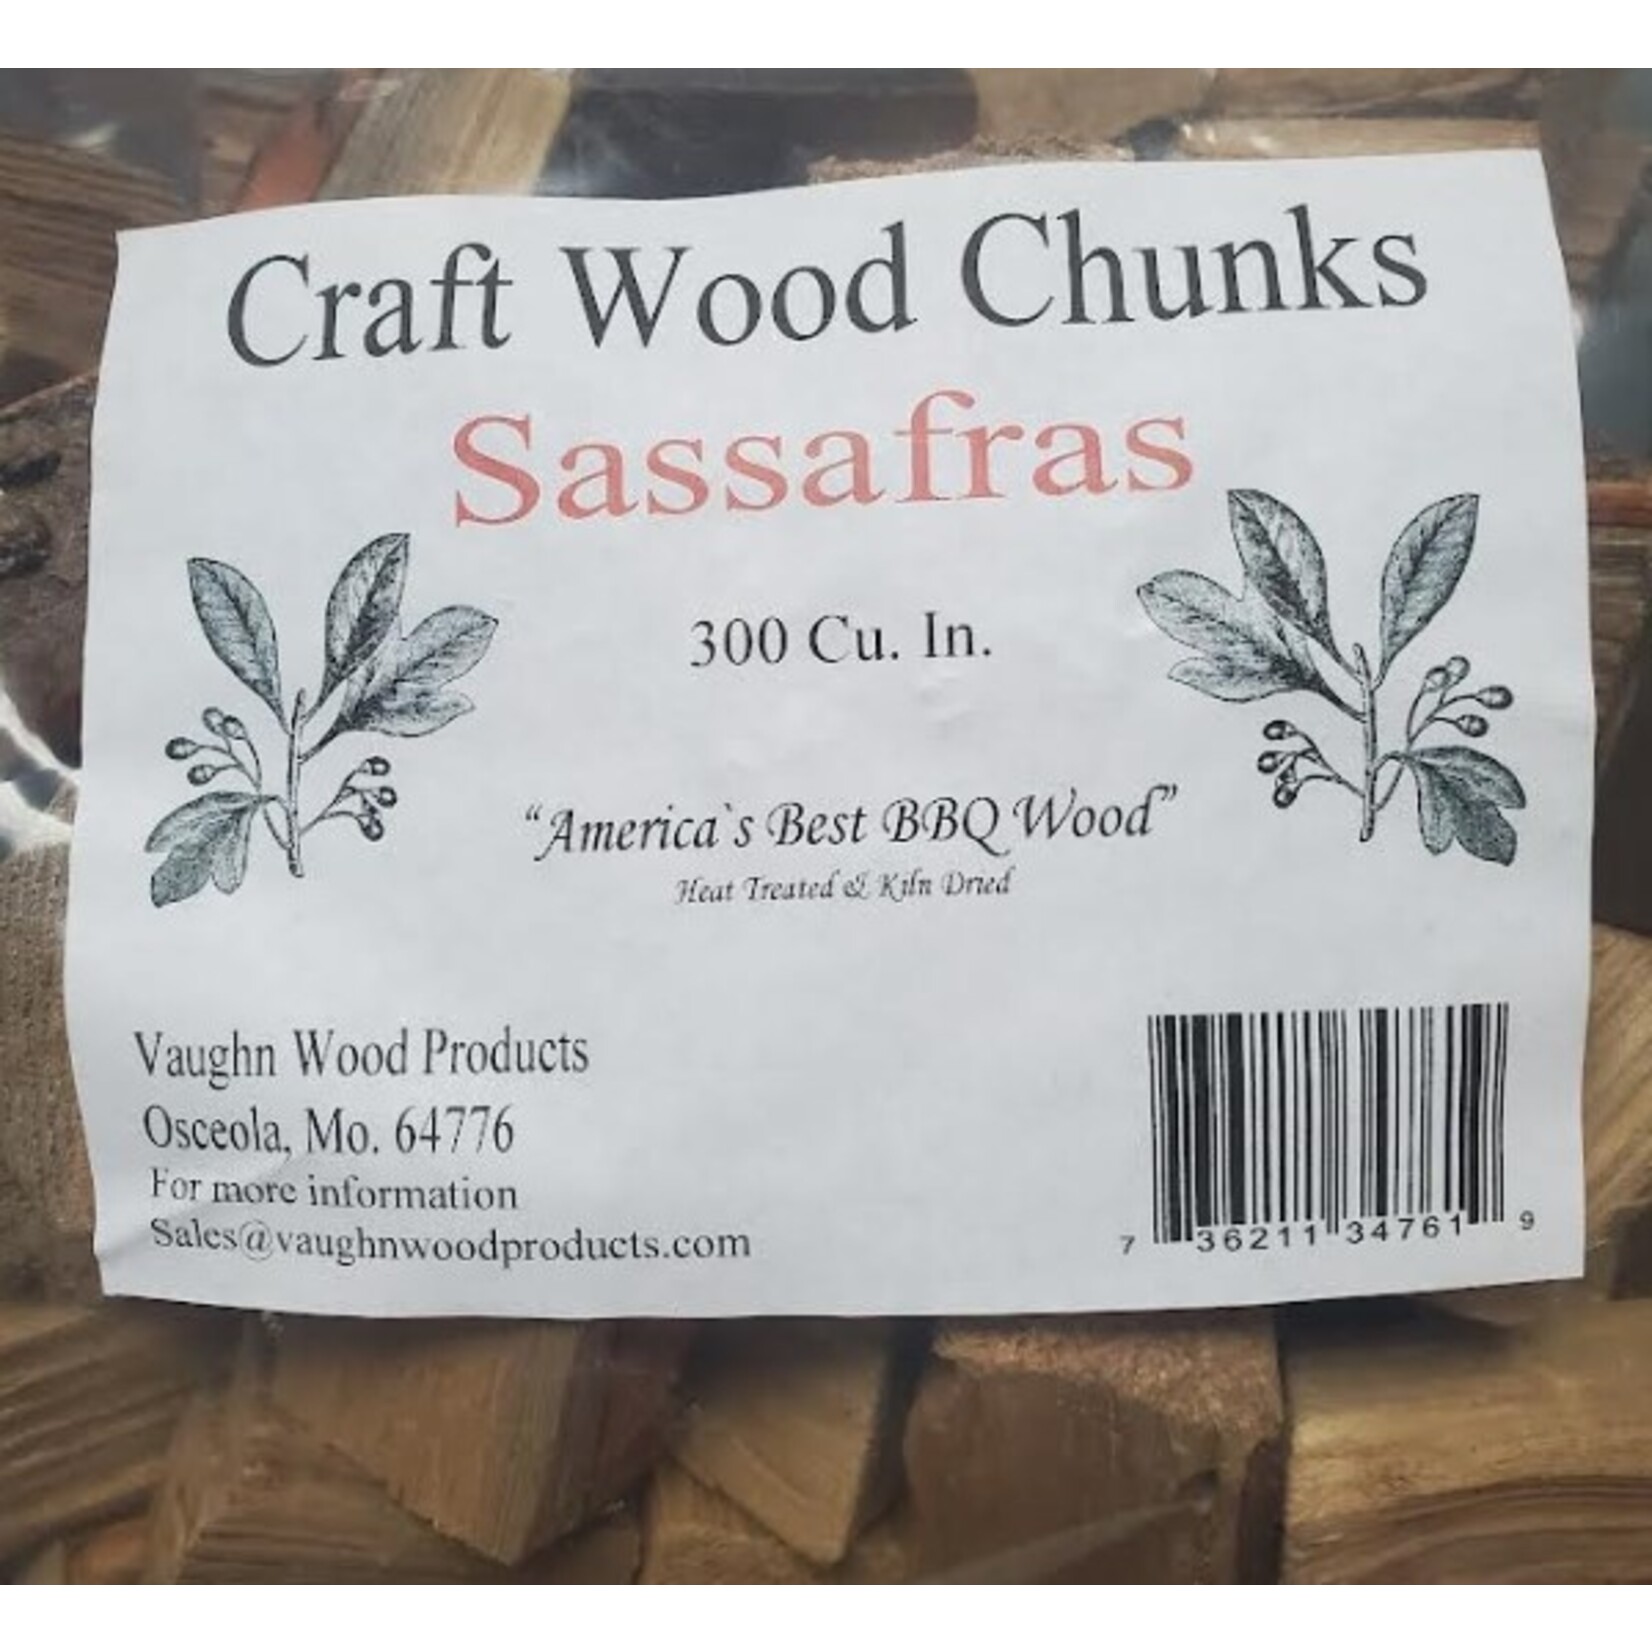 Craft Wood Chunks
Sassafras
300 Cu. In.
“America`s Best BBQ Wood”
Heat Treated & Kiln Dried
Vaughn Wood Products
Osceola, Mo. 64776
For more information
Sales@vaughnwoodproducts.com
7 36211 34761 9